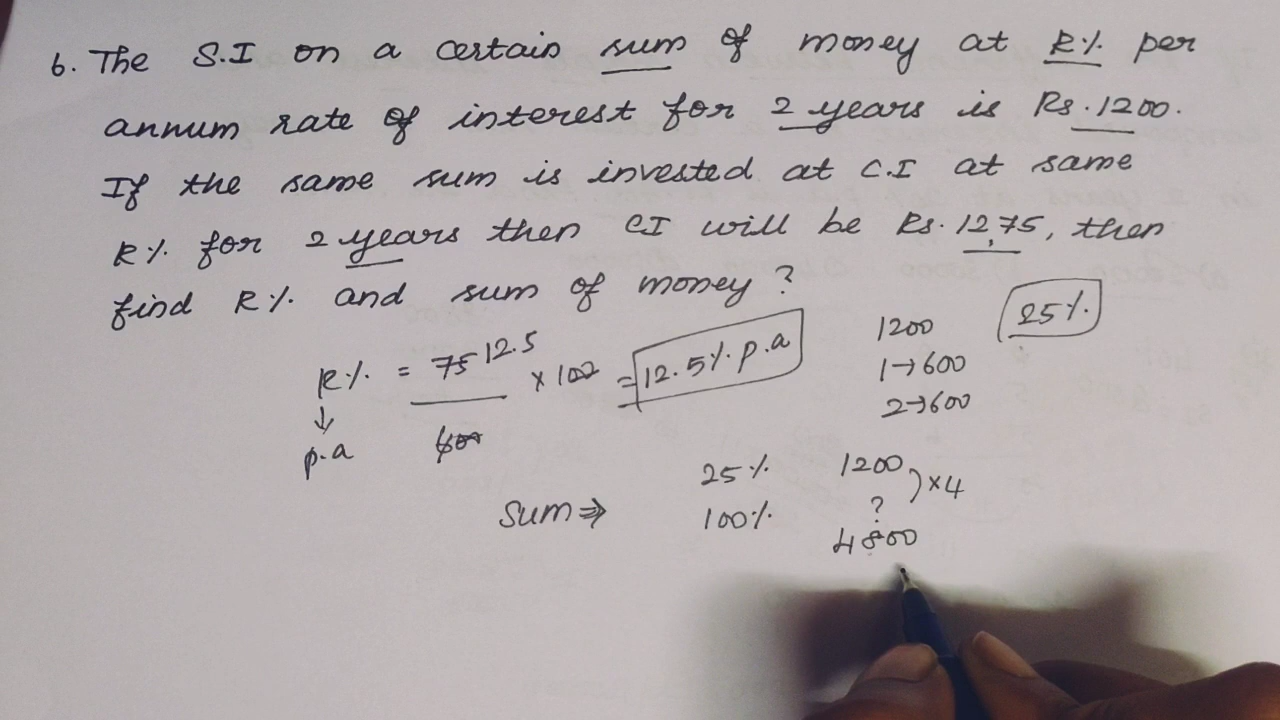 6. The S.I on a certain sum of money at R% per
annum rate of interest for 2 years is Rs. 1200.
If the same sum is invested at C.I at same
R% for 2 years then CI will be Rs. 1275, then
find R% and sum of money ?
R% = 75 12.5 × 100 = 12.5% p.a
600
↓
p.a
1200
25%
1→600
2→600
Sum ⇒
25% 1200
×4
100% ?
4800